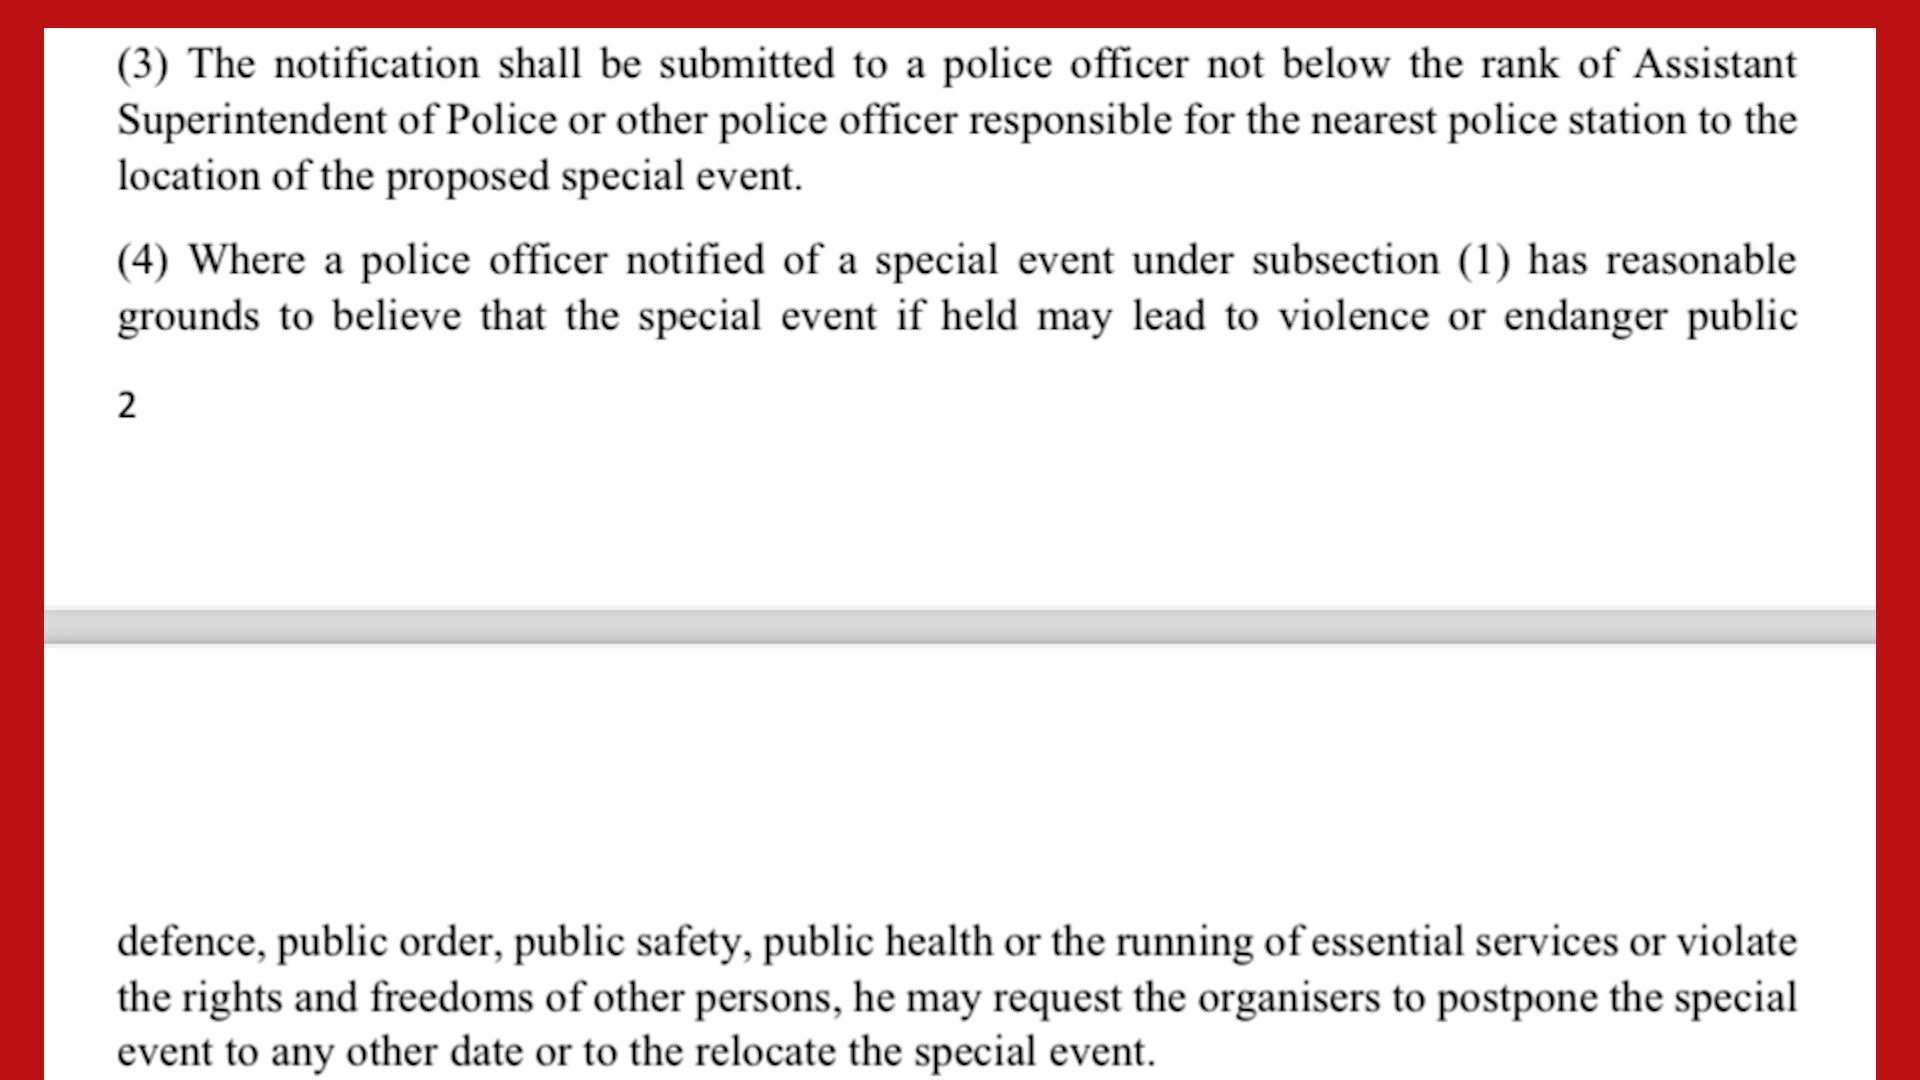 (3) The notification shall be submitted to a police officer not below the rank of Assistant
Superintendent of Police or other police officer responsible for the nearest police station to the
location of the proposed special event.
(4) Where a police officer notified of a special event under subsection (1) has reasonable
grounds to believe that the special event if held may lead to violence or endanger public
2
defence, public order, public safety, public health or the running of essential services or violate
the rights and freedoms of other persons, he may request the organisers to postpone the special
event to any other date or to the relocate the special event.